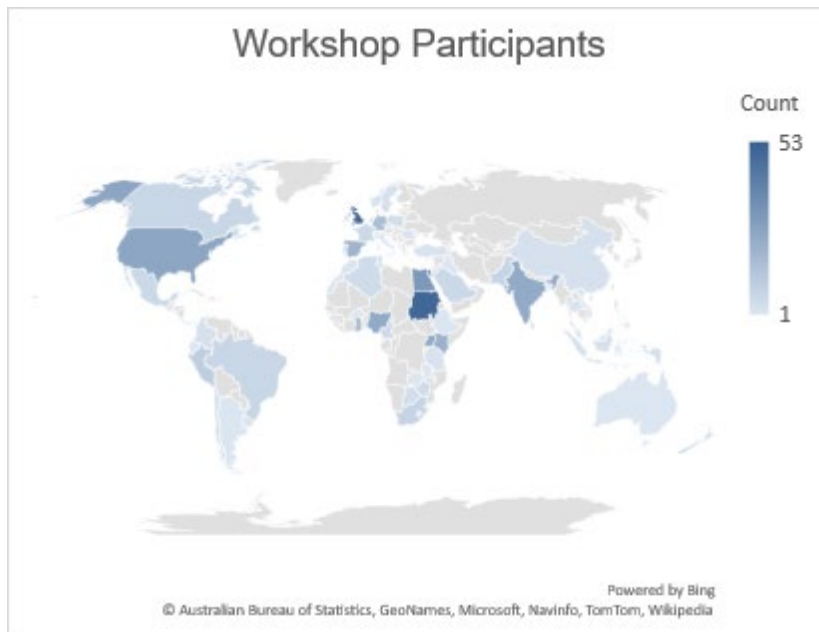 Workshop Participants
Count
53
1
Powered by Bing
© Australian Bureau of Statistics, GeoNames, Microsoft, Navinfo, TomTom, Wikipedia